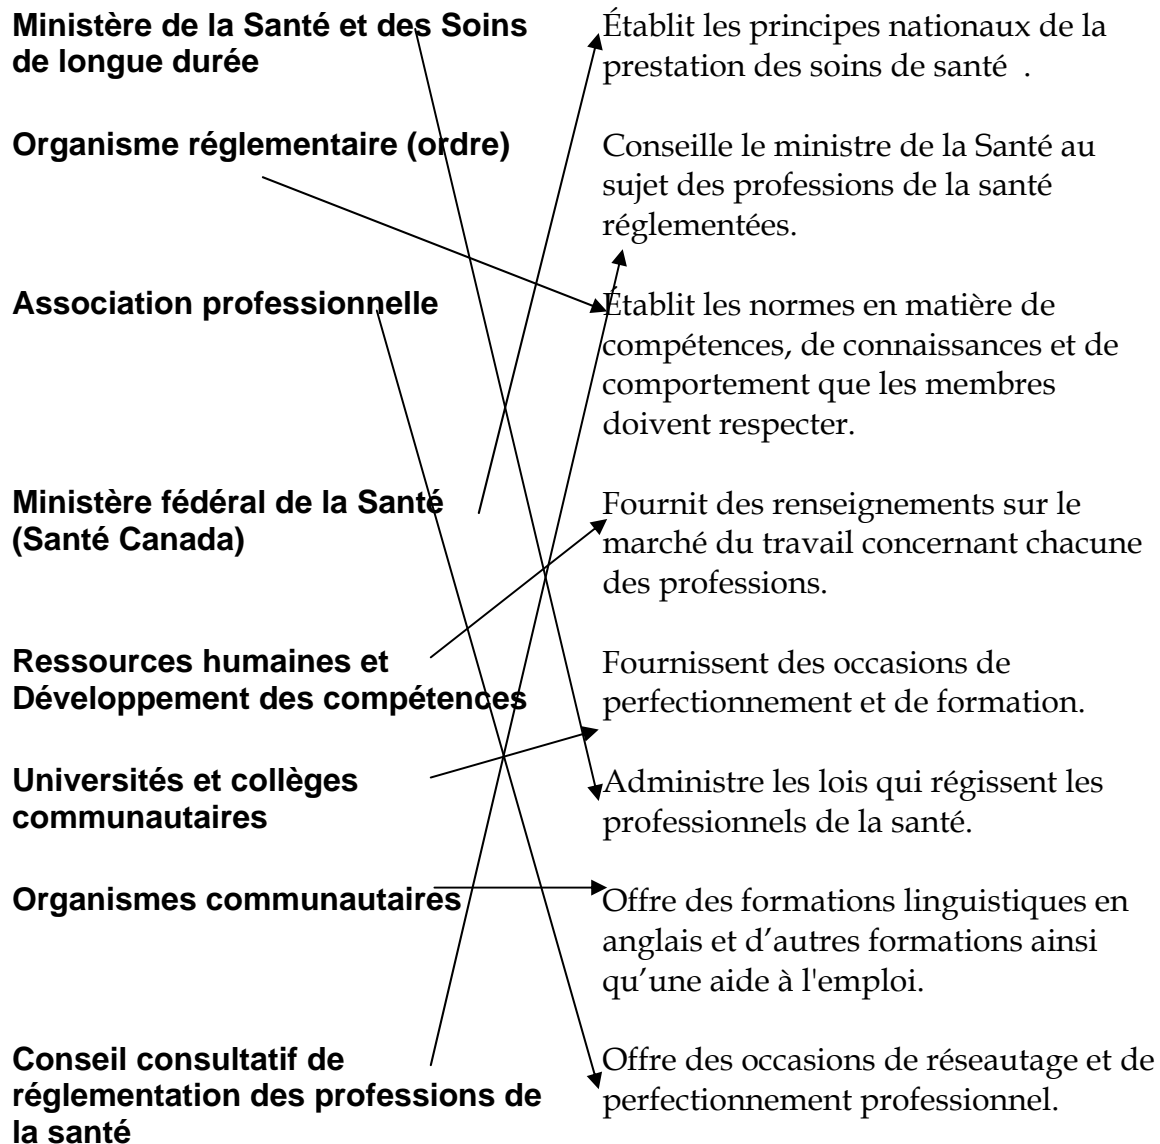 Ministère de la Santé et des Soins
de longue durée
Établit les principes nationaux de la
prestation des soins de santé .
Organisme réglementaire (ordre)
Conseille le ministre de la Santé au
sujet des professions de la santé
réglementées.
Association professionnelle
Établit les normes en matière de
compétences, de connaissances et de
comportement que les membres
doivent respecter.
Ministère fédéral de la Santé
(Santé Canada)
Fournit des renseignements sur le
marché du travail concernant chacune
des professions.
Ressources humaines et
Développement des compétences
Fournissent des occasions de
perfectionnement et de formation.
Universités et collèges
communautaires
Administre les lois qui régissent les
professionnels de la santé.
Organismes communautaires
Offre des formations linguistiques en
anglais et d’autres formations ainsi
qu’une aide à l'emploi.
Conseil consultatif de
réglementation des professions de
la santé
Offre des occasions de réseautage et de
perfectionnement professionnel.